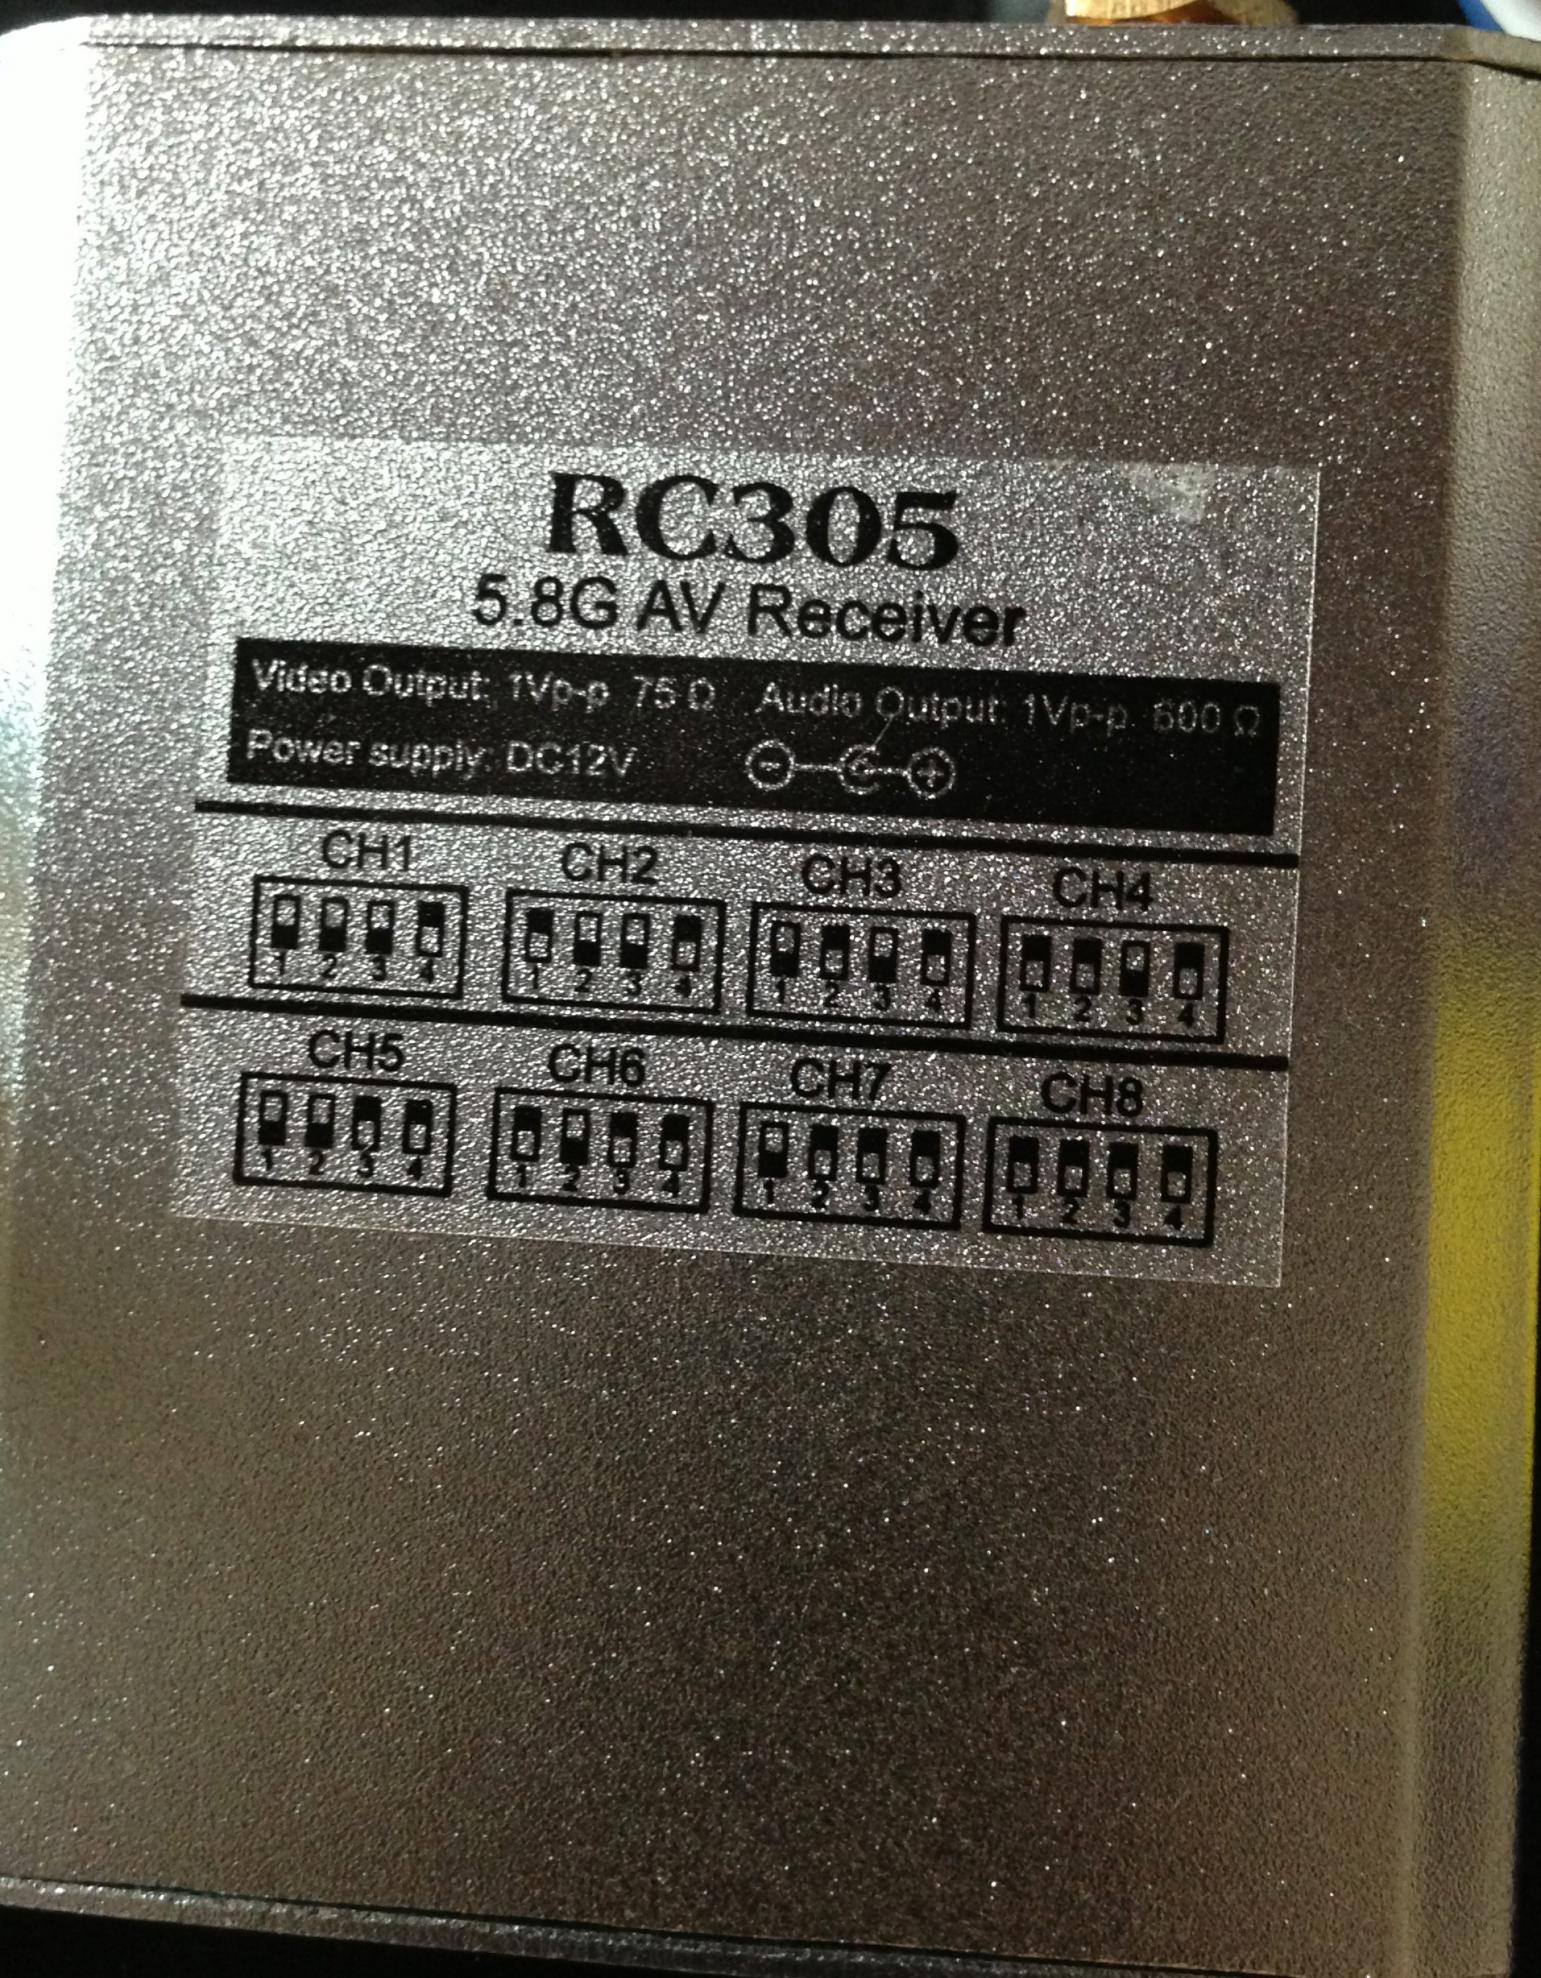 RC305
5.8G AV Receiver
Video Output: 1Vp-p 75Ω Audio Output: 1Vp-p 600Ω
Power supply: DC12V - +
CH1 CH2 CH3 CH4
1 2 3 4 1 2 3 4 1 2 3 4 1 2 3 4
CH5 CH6 CH7 CH8
1 2 3 4 1 2 3 4 1 2 3 4 1 2 3 4